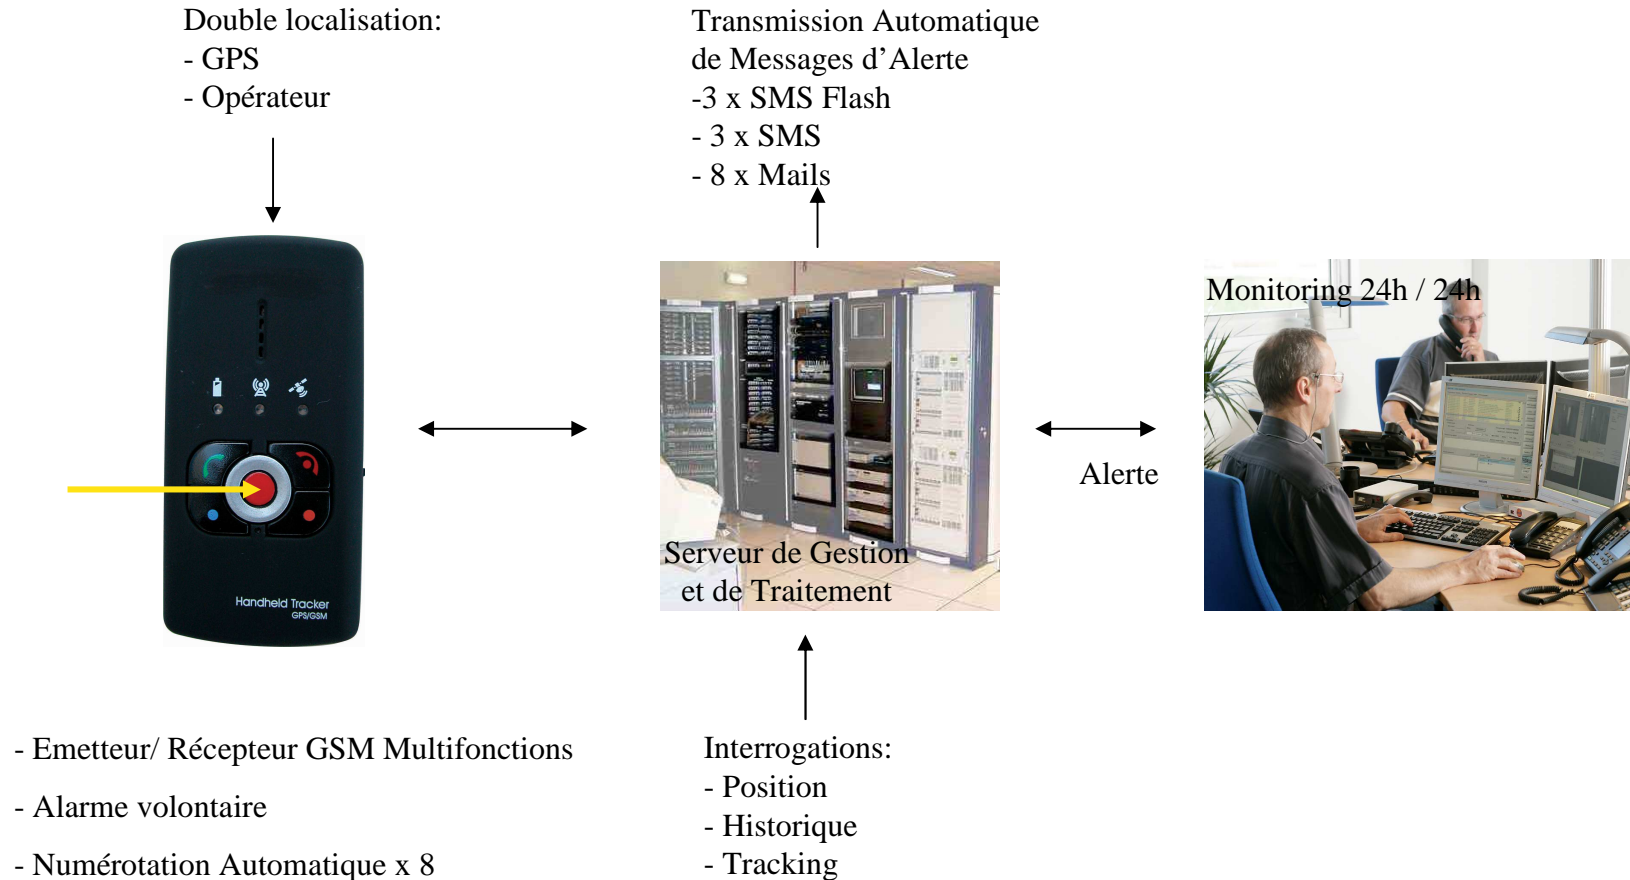 Double localisation:
- GPS
- Opérateur
Transmission Automatique
de Messages d’Alerte
-3 x SMS Flash
- 3 x SMS
- 8 x Mails
Monitoring 24h / 24h
Alerte
Serveur de Gestion
et de Traitement
Handheld Tracker
GPS/GSM
- Emetteur/ Récepteur GSM Multifonctions
- Alarme volontaire
- Numérotation Automatique x 8
Interrogations:
- Position
- Historique
- Tracking